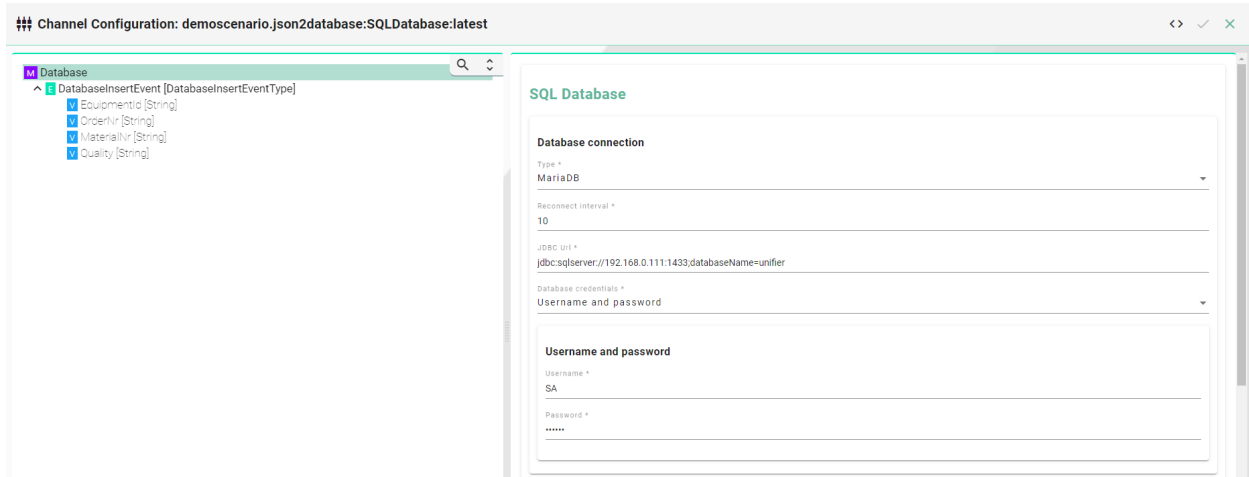 Channel Configuration: demoscenario.json2database:SQLDatabase:latest
M Database
E DatabaseInsertEvent [DatabaseInsertEventType]
V EquipmentId [String]
V OrderNr [String]
V MaterialNr [String]
V Quality [String]
SQL Database
Database connection
Type *
MariaDB
Reconnect interval *
10
JDBC Url *
jdbc:sqlserver://192.168.0.111:1433;databaseName=unifier
Database credentials *
Username and password
Username and password
Username *
SA
Password *
••••••